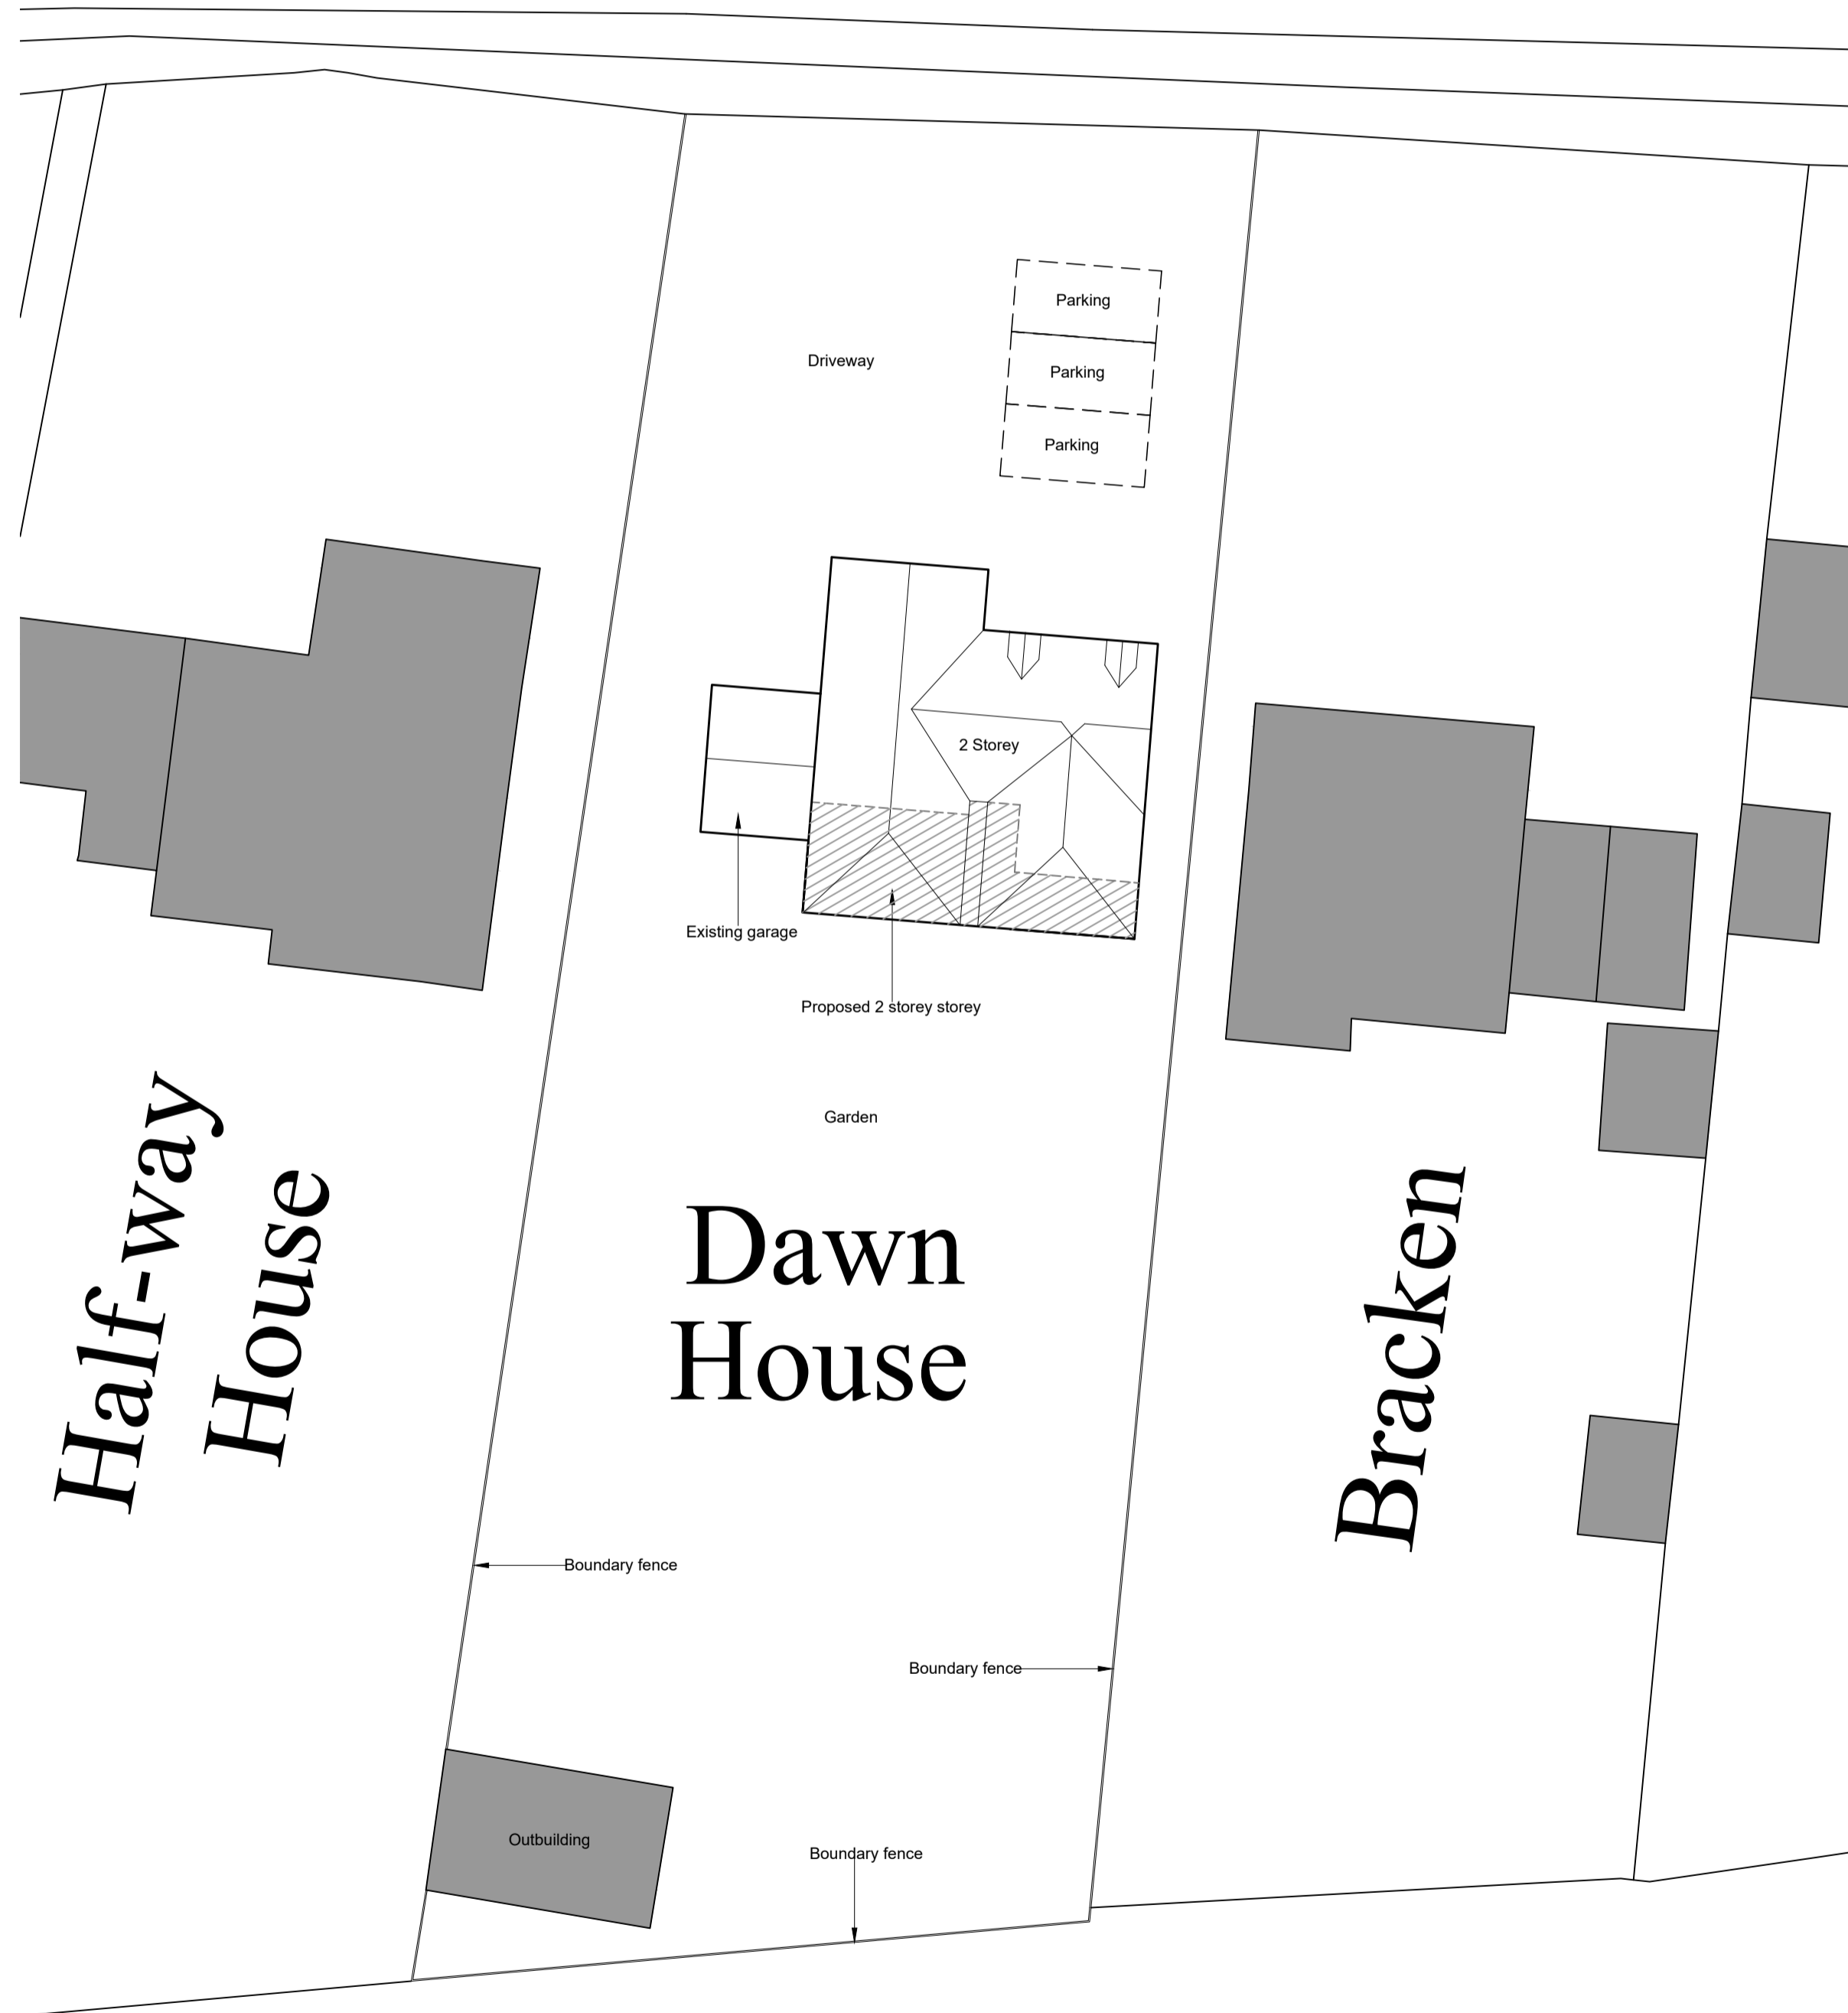 Parking
Driveway
Parking
Parking
2 Storey
Existing garage
Proposed 2 storey storey
Garden
Half-way
House
Dawn
House
Bracken
Boundary fence
Boundary fence
Outbuilding
Boundary fence